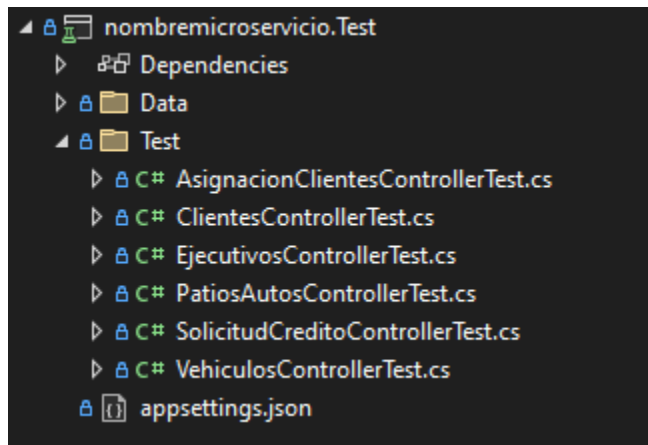 nombremicroservicio.Test
Dependencies
Data
Test
C# AsignacionClientesControllerTest.cs
C# ClientesControllerTest.cs
C# EjecutivosControllerTest.cs
C# PatiosAutosControllerTest.cs
C# SolicitudCreditoControllerTest.cs
C# VehiculosControllerTest.cs
appsettings.json